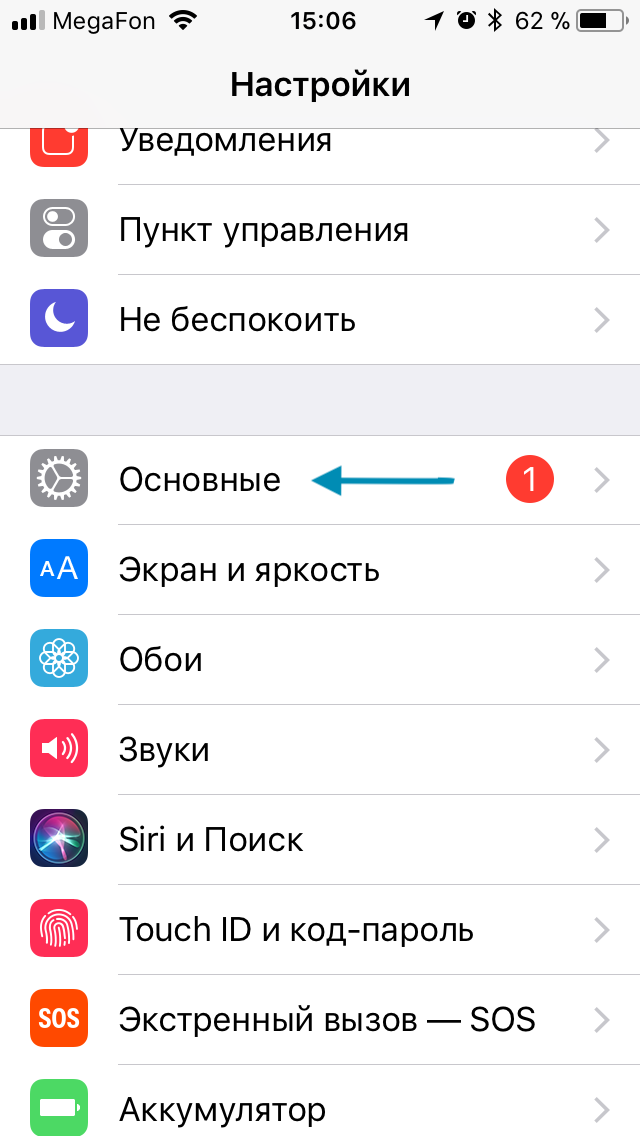 MegaFon 15:06 62 %
Настройки
Уведомления
Пункт управления
Не беспокоить
Основные 1
AA Экран и яркость
Обои
Звуки
Siri и Поиск
Touch ID и код-пароль
SOS Экстренный вызов — SOS
Аккумулятор